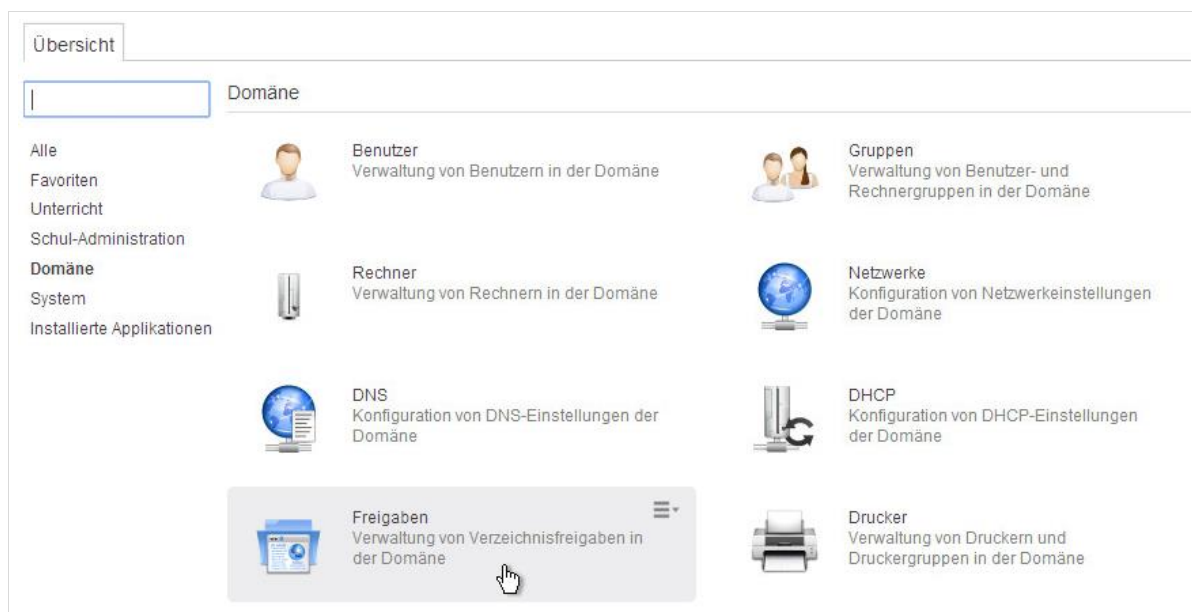 Übersicht
Domäne
Alle
Favoriten
Unterricht
Schul-Administration
Domäne
System
Installierte Applikationen
Benutzer
Verwaltung von Benutzern in der Domäne
Gruppen
Verwaltung von Benutzer- und
Rechnergruppen in der Domäne
Rechner
Verwaltung von Rechnern in der Domäne
Netzwerke
Konfiguration von Netzwerkeinstellungen
der Domäne
DNS
Konfiguration von DNS-Einstellungen der
Domäne
DHCP
Konfiguration von DHCP-Einstellungen
der Domäne
Freigaben
Verwaltung von Verzeichnisfreigaben in
der Domäne
Drucker
Verwaltung von Druckern und
Druckergruppen in der Domäne